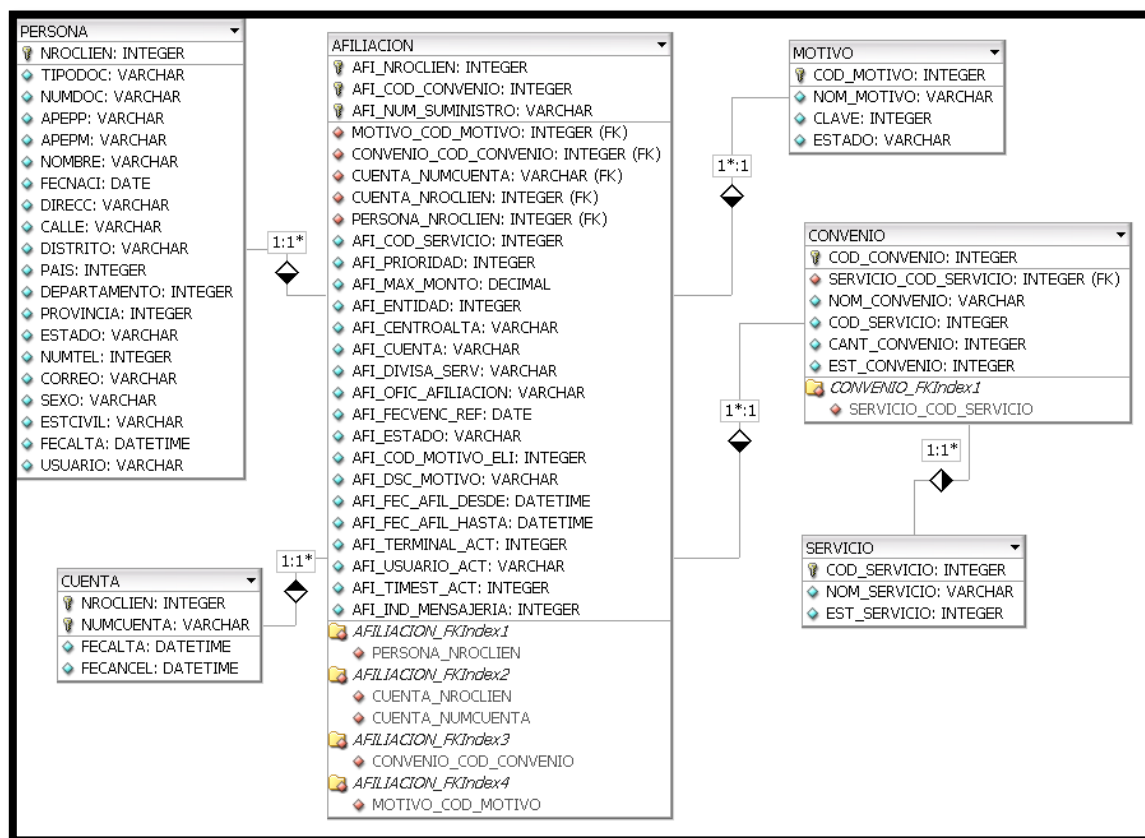 PERSONA
NROCLIEN: INTEGER
TIPODOC: VARCHAR
NUMDOC: VARCHAR
APEPP: VARCHAR
APEPM: VARCHAR
NOMBRE: VARCHAR
FECNACI: DATE
DIRECC: VARCHAR
CALLE: VARCHAR
DISTRITO: VARCHAR
PAIS: INTEGER
DEPARTAMENTO: INTEGER
PROVINCIA: INTEGER
ESTADO: VARCHAR
NUMTEL: INTEGER
CORREO: VARCHAR
SEXO: VARCHAR
ESTCIVIL: VARCHAR
FECALTA: DATETIME
USUARIO: VARCHAR
1:1*
CUENTA
NROCLIEN: INTEGER
NUMCUENTA: VARCHAR
FECALTA: DATETIME
FECANCEL: DATETIME
1:1*
AFILIACION
AFI_NROCLIEN: INTEGER
AFI_COD_CONVENIO: INTEGER
AFI_NUM_SUMINISTRO: VARCHAR
MOTIVO_COD_MOTIVO: INTEGER (FK)
CONVENIO_COD_CONVENIO: INTEGER (FK)
CUENTA_NUMCUENTA: VARCHAR (FK)
CUENTA_NROCLIEN: INTEGER (FK)
PERSONA_NROCLIEN: INTEGER (FK)
AFI_COD_SERVICIO: INTEGER
AFI_PRIORIDAD: INTEGER
AFI_MAX_MONTO: DECIMAL
AFI_ENTIDAD: INTEGER
AFI_CENTROALTA: VARCHAR
AFI_CUENTA: VARCHAR
AFI_DIVISA_SERV: VARCHAR
AFI_OFIC_AFILIACION: VARCHAR
AFI_FECVENC_REF: DATE
AFI_ESTADO: VARCHAR
AFI_COD_MOTIVO_ELI: INTEGER
AFI_DSC_MOTIVO: VARCHAR
AFI_FEC_AFIL_DESDE: DATETIME
AFI_FEC_AFIL_HASTA: DATETIME
AFI_TERMINAL_ACT: INTEGER
AFI_USUARIO_ACT: VARCHAR
AFI_TIMEST_ACT: INTEGER
AFI_IND_MENSAJERIA: INTEGER
AFILIACION_FKIndex1
PERSONA_NROCLIEN
AFILIACION_FKIndex2
CUENTA_NROCLIEN
CUENTA_NUMCUENTA
AFILIACION_FKIndex3
CONVENIO_COD_CONVENIO
AFILIACION_FKIndex4
MOTIVO_COD_MOTIVO
MOTIVO
COD_MOTIVO: INTEGER
NOM_MOTIVO: VARCHAR
CLAVE: INTEGER
ESTADO: VARCHAR
1*:1
CONVENIO
COD_CONVENIO: INTEGER
SERVICIO_COD_SERVICIO: INTEGER (FK)
NOM_CONVENIO: VARCHAR
COD_SERVICIO: INTEGER
CANT_CONVENIO: INTEGER
EST_CONVENIO: INTEGER
CONVENIO_FKIndex1
SERVICIO_COD_SERVICIO
1*:1
1:1*
SERVICIO
COD_SERVICIO: INTEGER
NOM_SERVICIO: VARCHAR
EST_SERVICIO: INTEGER